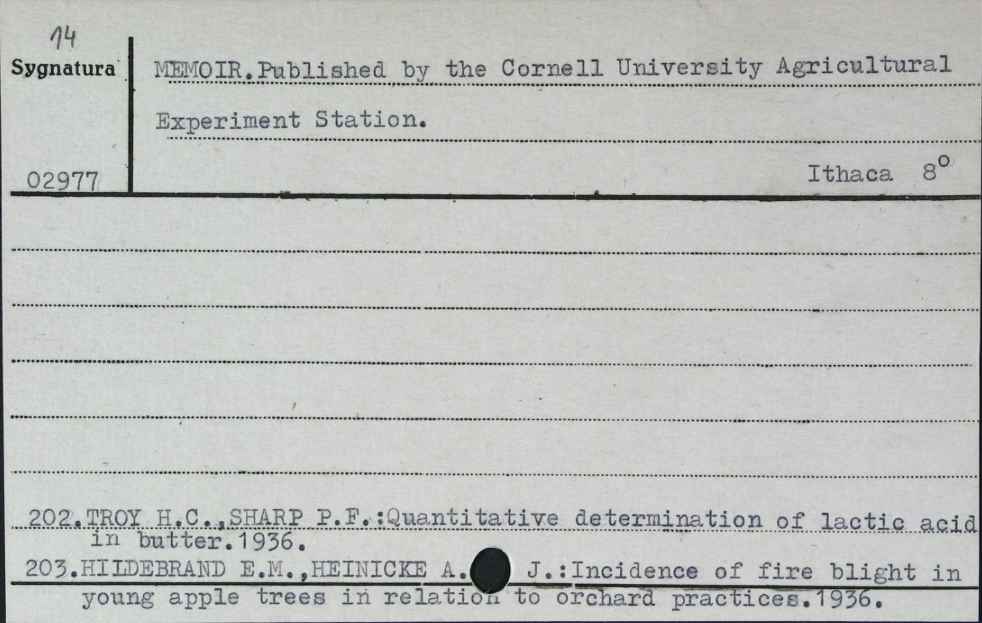 14
Sygnatura
MEMOIR.Published by the Cornell University Agricultural
Experiment Station.
02977
Ithaca 8°
202.TROY H.C.,SHARP P.F.:Quantitative determination of lactic acid
in butter.1936.
203.HILDEBRAND E.M.,HEINICKE A. J.:Incidence of fire blight in
young apple trees in relation to orchard practices.1936.